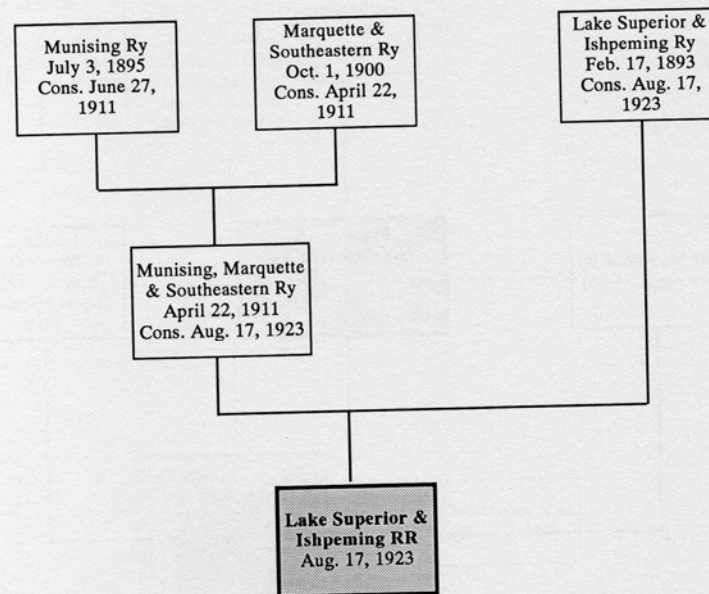 Munising Ry
July 3, 1895
Cons. June 27,
1911
Marquette &
Southeastern Ry
Oct. 1, 1900
Cons. April 22,
1911
Lake Superior &
Ishpeming Ry
Feb. 17, 1893
Cons. Aug. 17,
1923
Munising, Marquette
& Southeastern Ry
April 22, 1911
Cons. Aug. 17, 1923
Lake Superior &
Ishpeming RR
Aug. 17, 1923